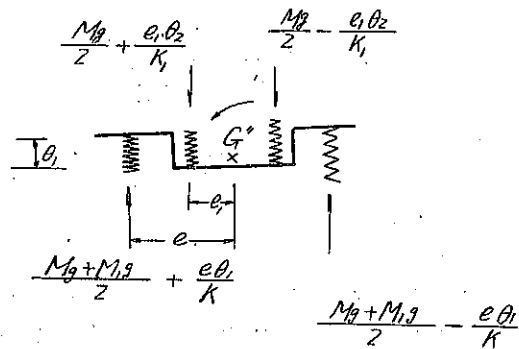 Mg/2 + e₁θ₂/K₁
Mg/2 - e₁θ₂/K₁
G"
θ₁
e₁
e
Mg+M₁g/2 + eθ₁/K
Mg+M₁g/2 - eθ₁/K